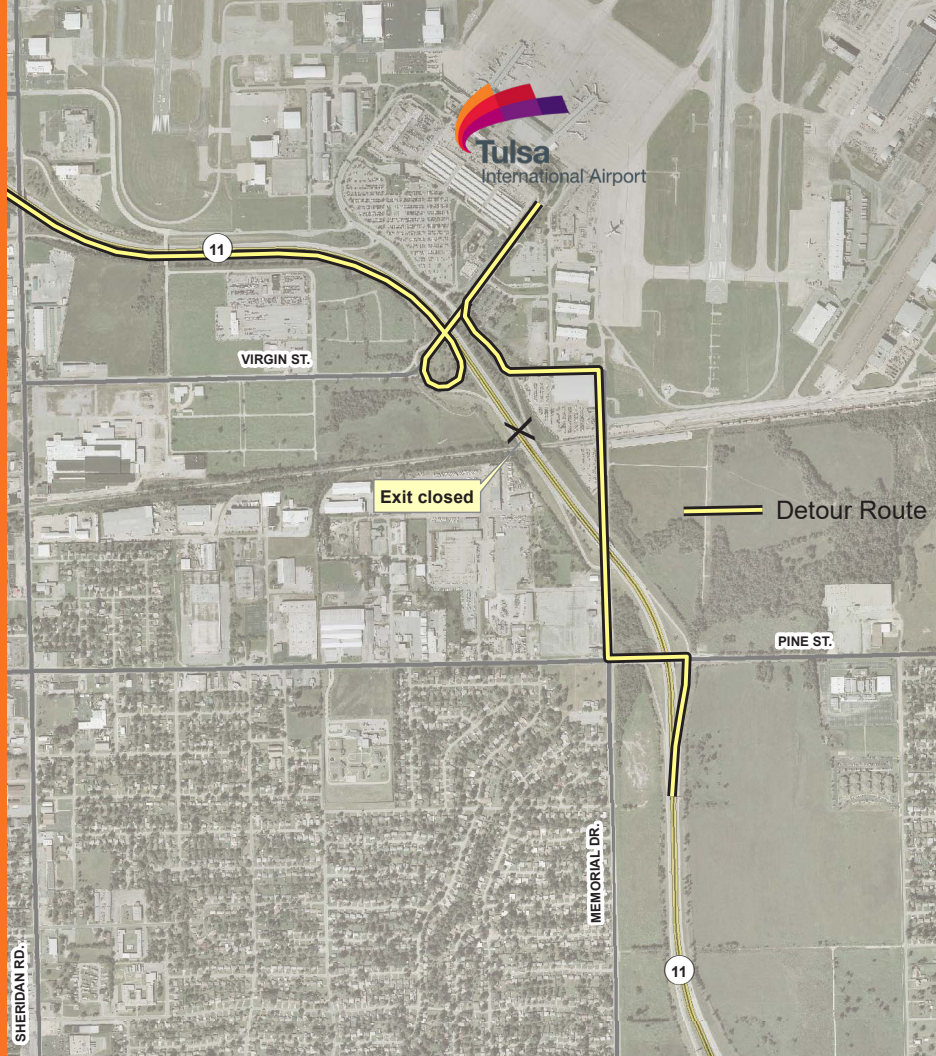 Tulsa
International Airport
11
VIRGIN ST.
Exit closed
Detour Route
PINE ST.
MEMORIAL DR.
SHERIDAN RD.
11